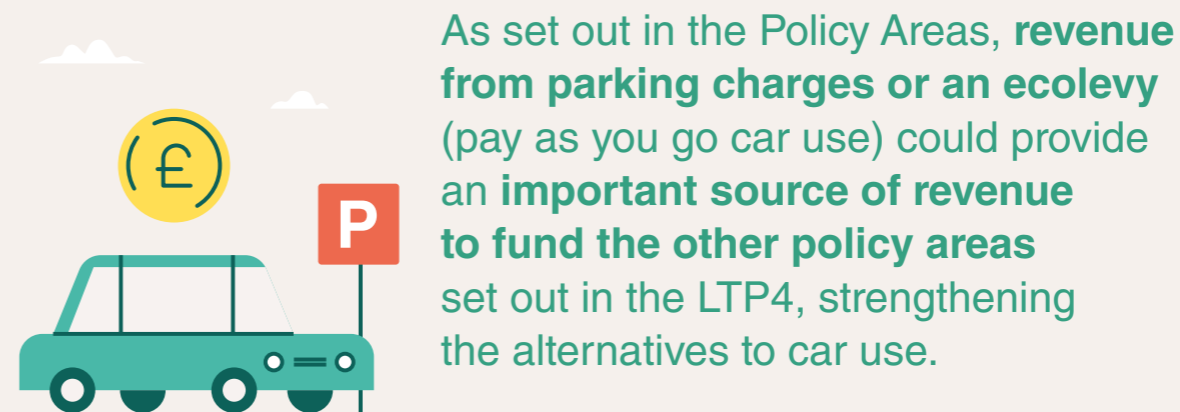 £
P
As set out in the Policy Areas, revenue
from parking charges or an ecolevy
(pay as you go car use) could provide
an important source of revenue
to fund the other policy areas
set out in the LTP4, strengthening
the alternatives to car use.